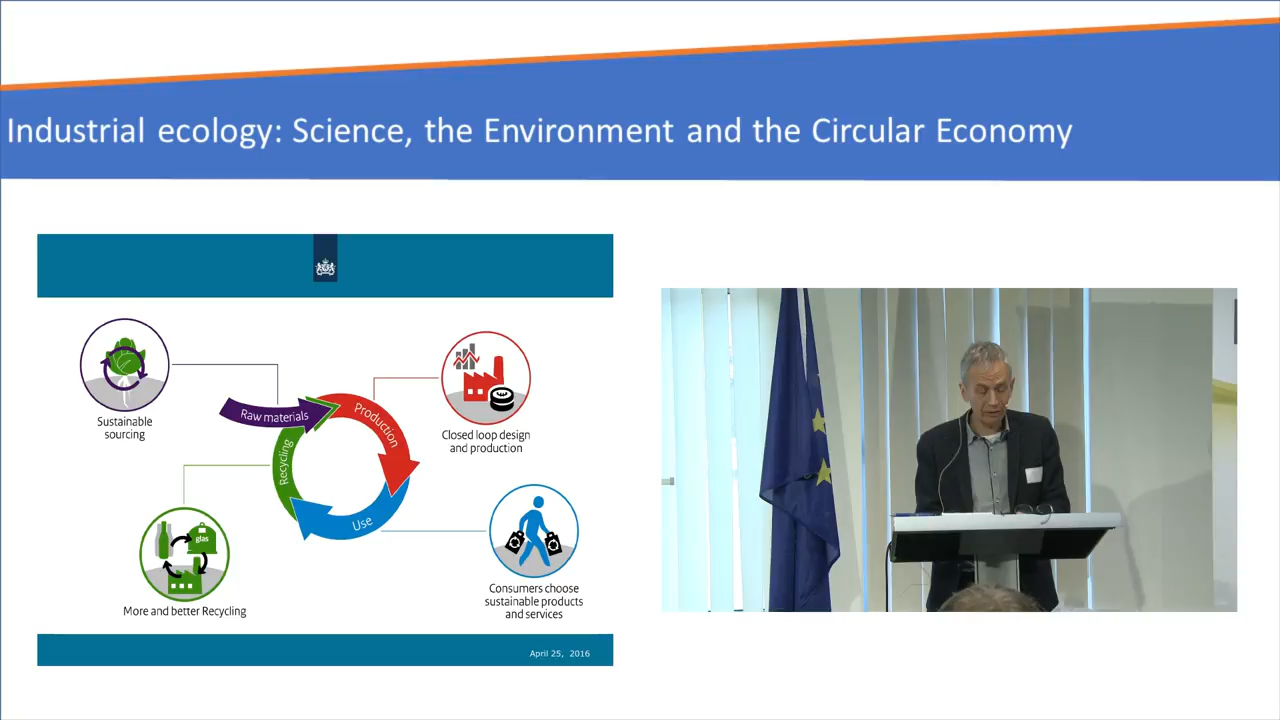 Industrial ecology: Science, the Environment and the Circular Economy
Sustainable
sourcing
Raw materials
Production
Closed loop design
and production
Recycling
Use
glas
More and better Recycling
Consumers choose
sustainable products
and services
April 25, 2016